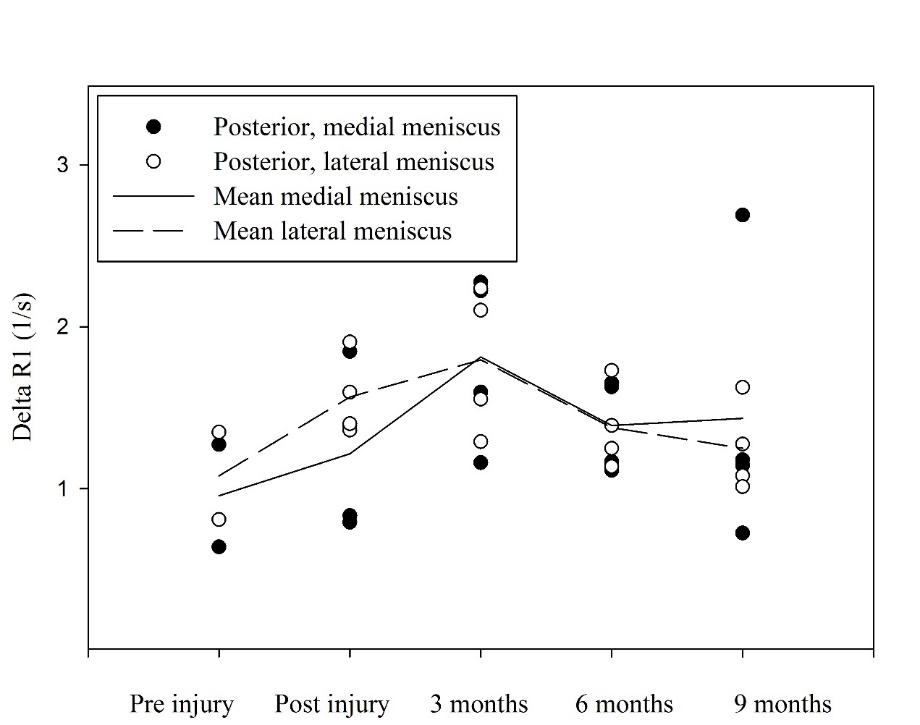 Posterior, medial meniscus
Posterior, lateral meniscus
Mean medial meniscus
Mean lateral meniscus
3
2
1
Delta R1 (1/s)
Pre injury Post injury 3 months 6 months 9 months